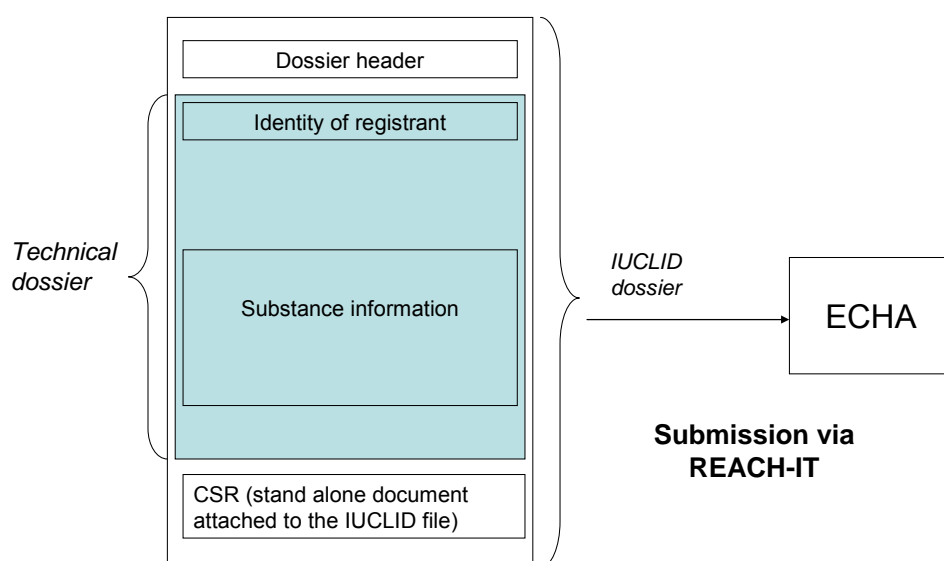 Dossier header
Identity of registrant
Technical
dossier
Substance information
IUCLID
dossier
ECHA
Submission via
REACH-IT
CSR (stand alone document
attached to the IUCLID file)